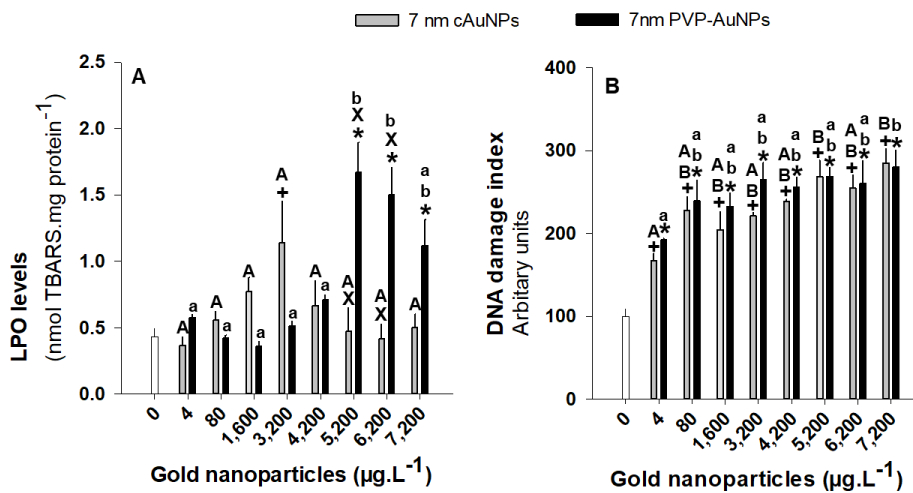 7 nm cAuNPs 7nm PVP-AuNPs
A
LPO levels
(nmol TBARS.mg protein⁻¹)
2.5
2.0
1.5
1.0
0.5
0.0
A a
A a
A a
A + a
A a
A X b X *
A X b X *
A a b *
0 4 80 1,600 3,200 4,200 5,200 6,200 7,200
Gold nanoparticles (µg.L⁻¹)
B
DNA damage index
Arbitary units
400
300
200
100
0
A + a *
A B + a b *
A B + a b *
A B + a b *
A B + a b *
B + a b *
A B + a b *
B + b *
0 4 80 1,600 3,200 4,200 5,200 6,200 7,200
Gold nanoparticles (µg.L⁻¹)